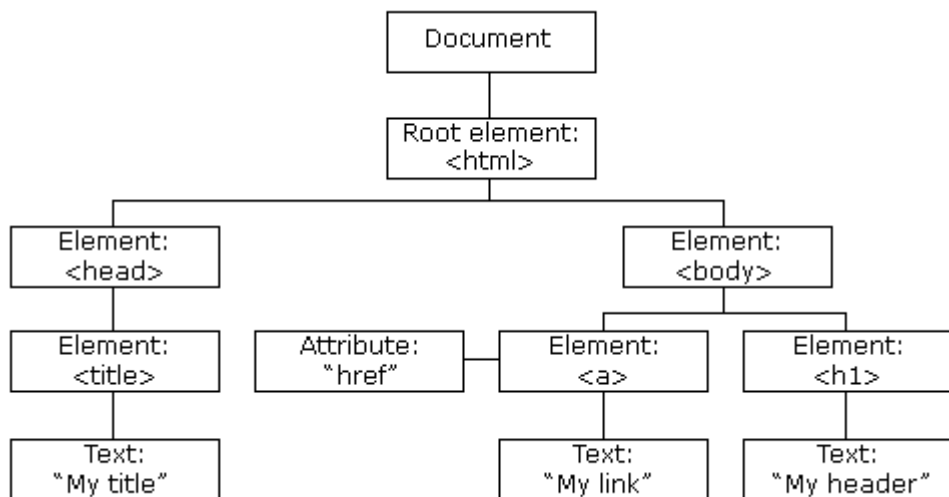 Document
Root element:
<html>
Element:
<head>
Element:
<body>
Element:
<title>
Attribute:
“href”
Element:
<a>
Element:
<h1>
Text:
“My title”
Text:
“My link”
Text:
“My header”